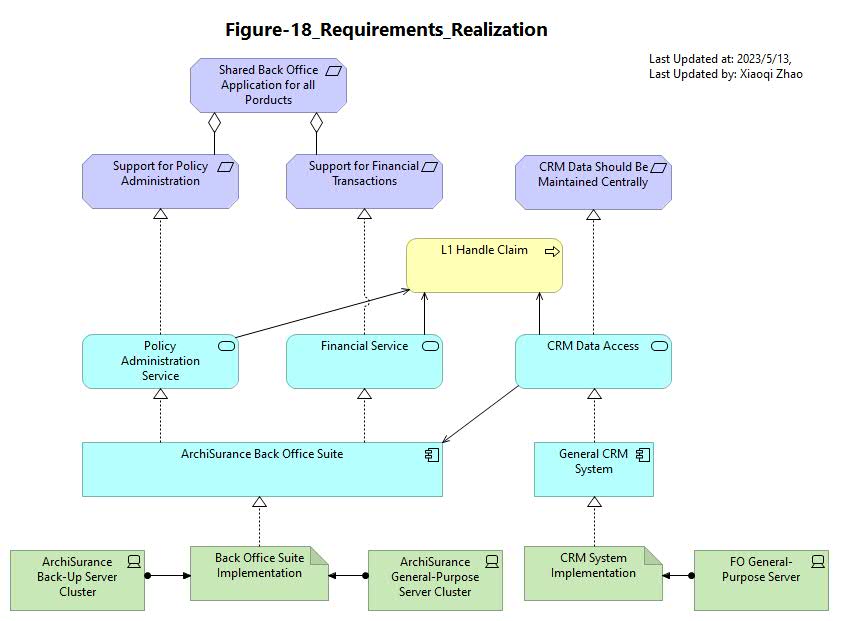 Figure-18_Requirements_Realization
Last Updated at: 2023/5/13,
Last Updated by: Xiaoqi Zhao
Shared Back Office
Application for all
Porducts
Support for Policy
Administration
Support for Financial
Transactions
CRM Data Should Be
Maintained Centrally
L1 Handle Claim
Policy
Administration
Service
Financial Service
CRM Data Access
ArchiSurance Back Office Suite
General CRM
System
ArchiSurance
Back-Up Server
Cluster
Back Office Suite
Implementation
ArchiSurance
General-Purpose
Server Cluster
CRM System
Implementation
FO General-
Purpose Server